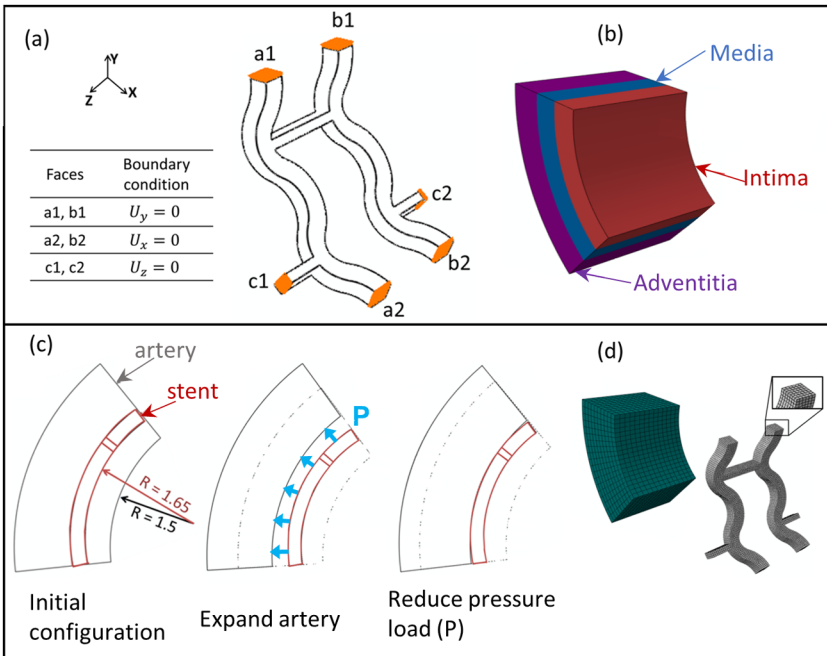 (a)
Y
Z
X
Faces
Boundary
condition
a1, b1
U_y = 0
a2, b2
U_x = 0
c1, c2
U_z = 0
a1
b1
c2
b2
c1
a2
(b)
Media
Intima
Adventitia
(c)
artery
stent
R = 1.65
R = 1.5
Initial
configuration
P
Expand artery
Reduce pressure
load (P)
(d)